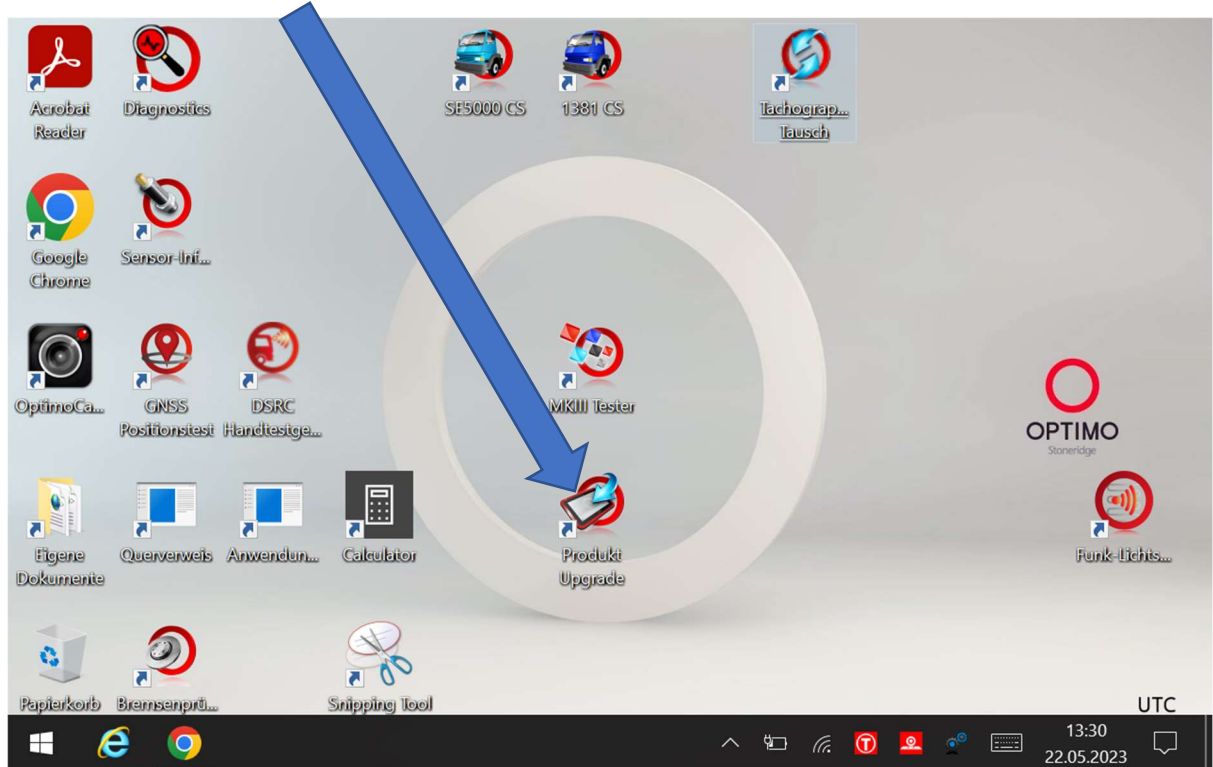 Acrobat
Reader
Diagnostics
SE5000 CS
1381 CS
Tachograp...
Tausch
Google
Chrome
Sensor-Inf...
OptimoCa...
GNSS
Positionstest
DSRC
Handtestge...
MKIII Tester
OPTIMO
Stoneridge
Eigene
Dokumente
Querverweis
Anwendun...
Calculator
Produkt
Upgrade
Funk-Lichts...
Papierkorb
Bremsenprü...
Snipping Tool
UTC
13:30
22.05.2023